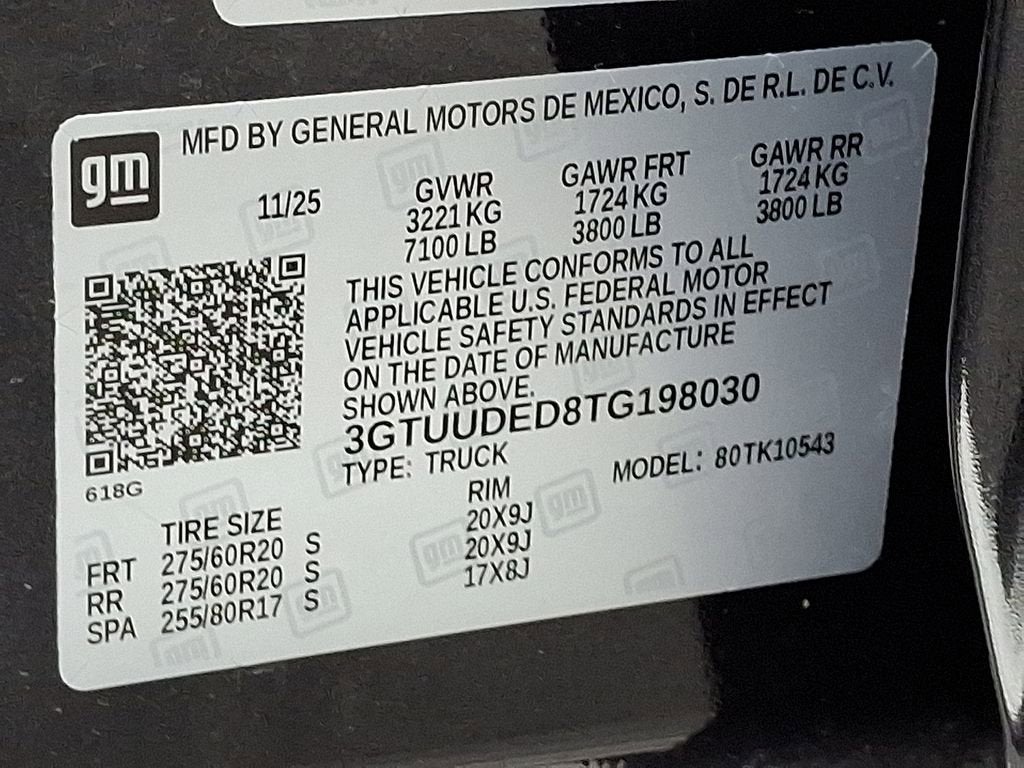 gm MFD BY GENERAL MOTORS DE MEXICO, S. DE R.L. DE C.V.
11/25
GVWR
3221 KG
7100 LB
GAWR FRT
1724 KG
3800 LB
GAWR RR
1724 KG
3800 LB
THIS VEHICLE CONFORMS TO ALL
APPLICABLE U.S. FEDERAL MOTOR
VEHICLE SAFETY STANDARDS IN EFFECT
ON THE DATE OF MANUFACTURE
SHOWN ABOVE.
3GTUUDED8TG198030
TYPE: TRUCK MODEL: 80TK10543
618G
TIRE SIZE RIM
FRT 275/60R20 S 20X9J
RR 275/60R20 S 20X9J
SPA 255/80R17 S 17X8J